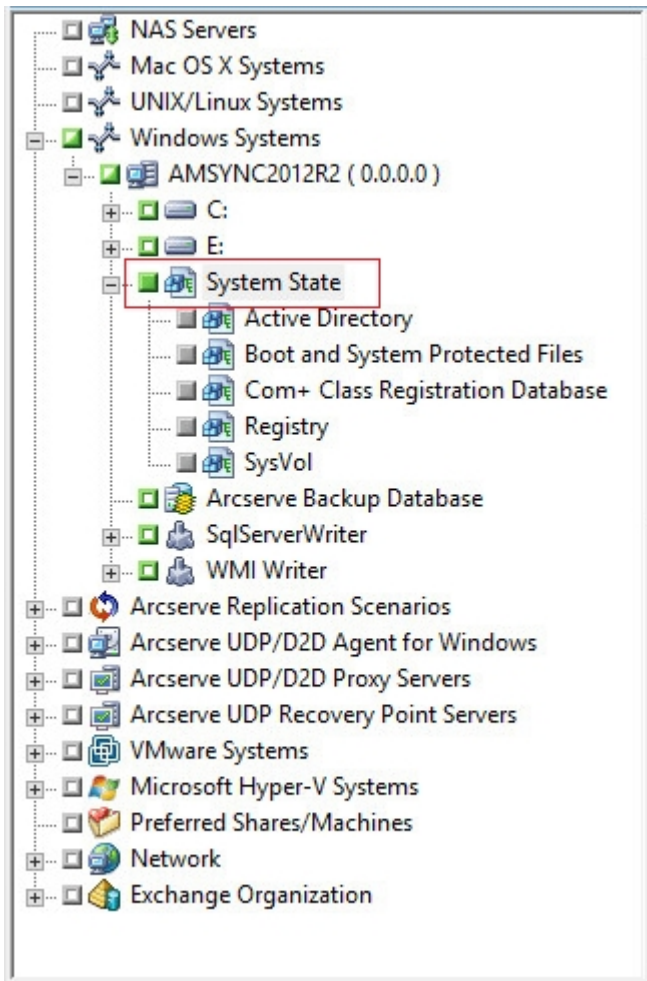 NAS Servers
Mac OS X Systems
UNIX/Linux Systems
Windows Systems
AMSYNC2012R2 ( 0.0.0.0 )
C:
E:
System State
Active Directory
Boot and System Protected Files
Com+ Class Registration Database
Registry
SysVol
Arcserve Backup Database
SqlServerWriter
WMI Writer
Arcserve Replication Scenarios
Arcserve UDP/D2D Agent for Windows
Arcserve UDP/D2D Proxy Servers
Arcserve UDP Recovery Point Servers
VMware Systems
Microsoft Hyper-V Systems
Preferred Shares/Machines
Network
Exchange Organization